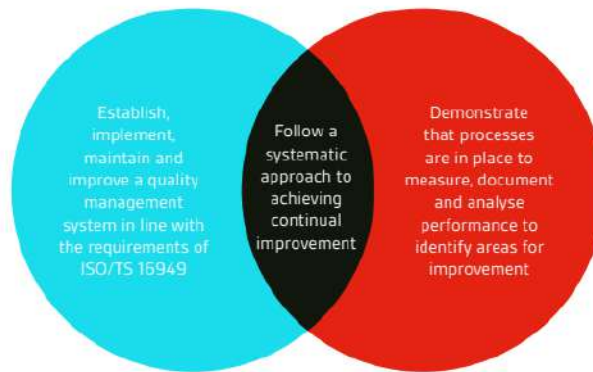 Establish,
implement,
maintain and
improve a quality
management
system in line with
the requirements of
ISO/TS 16949
Follow a
systematic
approach to
achieving
continual
improvement
Demonstrate
that processes
are in place to
measure, document
and analyse
performance to
identify areas for
improvement